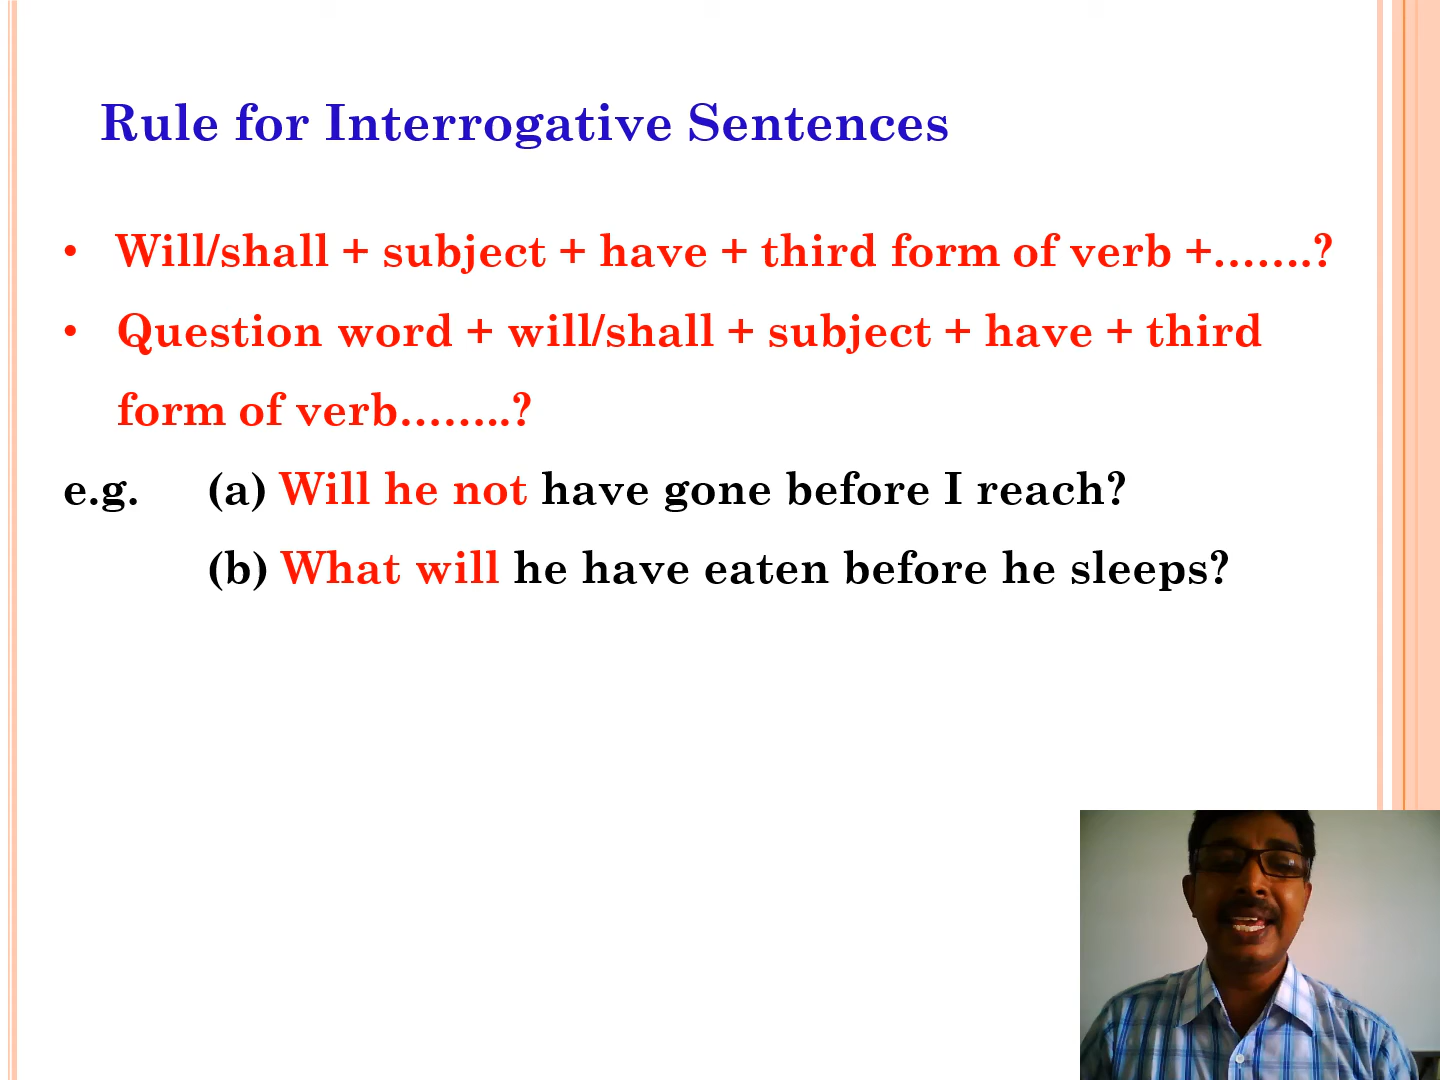 Rule for Interrogative Sentences
• Will/shall + subject + have + third form of verb +.......?
• Question word + will/shall + subject + have + third
form of verb........?
e.g. (a) Will he not have gone before I reach?
(b) What will he have eaten before he sleeps?